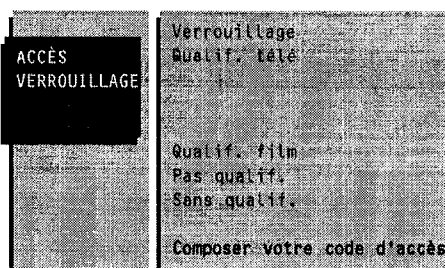 ACCÈS
VERROUILLAGE
Verrouillage
Qualif. télé
Qualif. film
Pas qualif.
Sans qualif.
Composer votre code d'accès